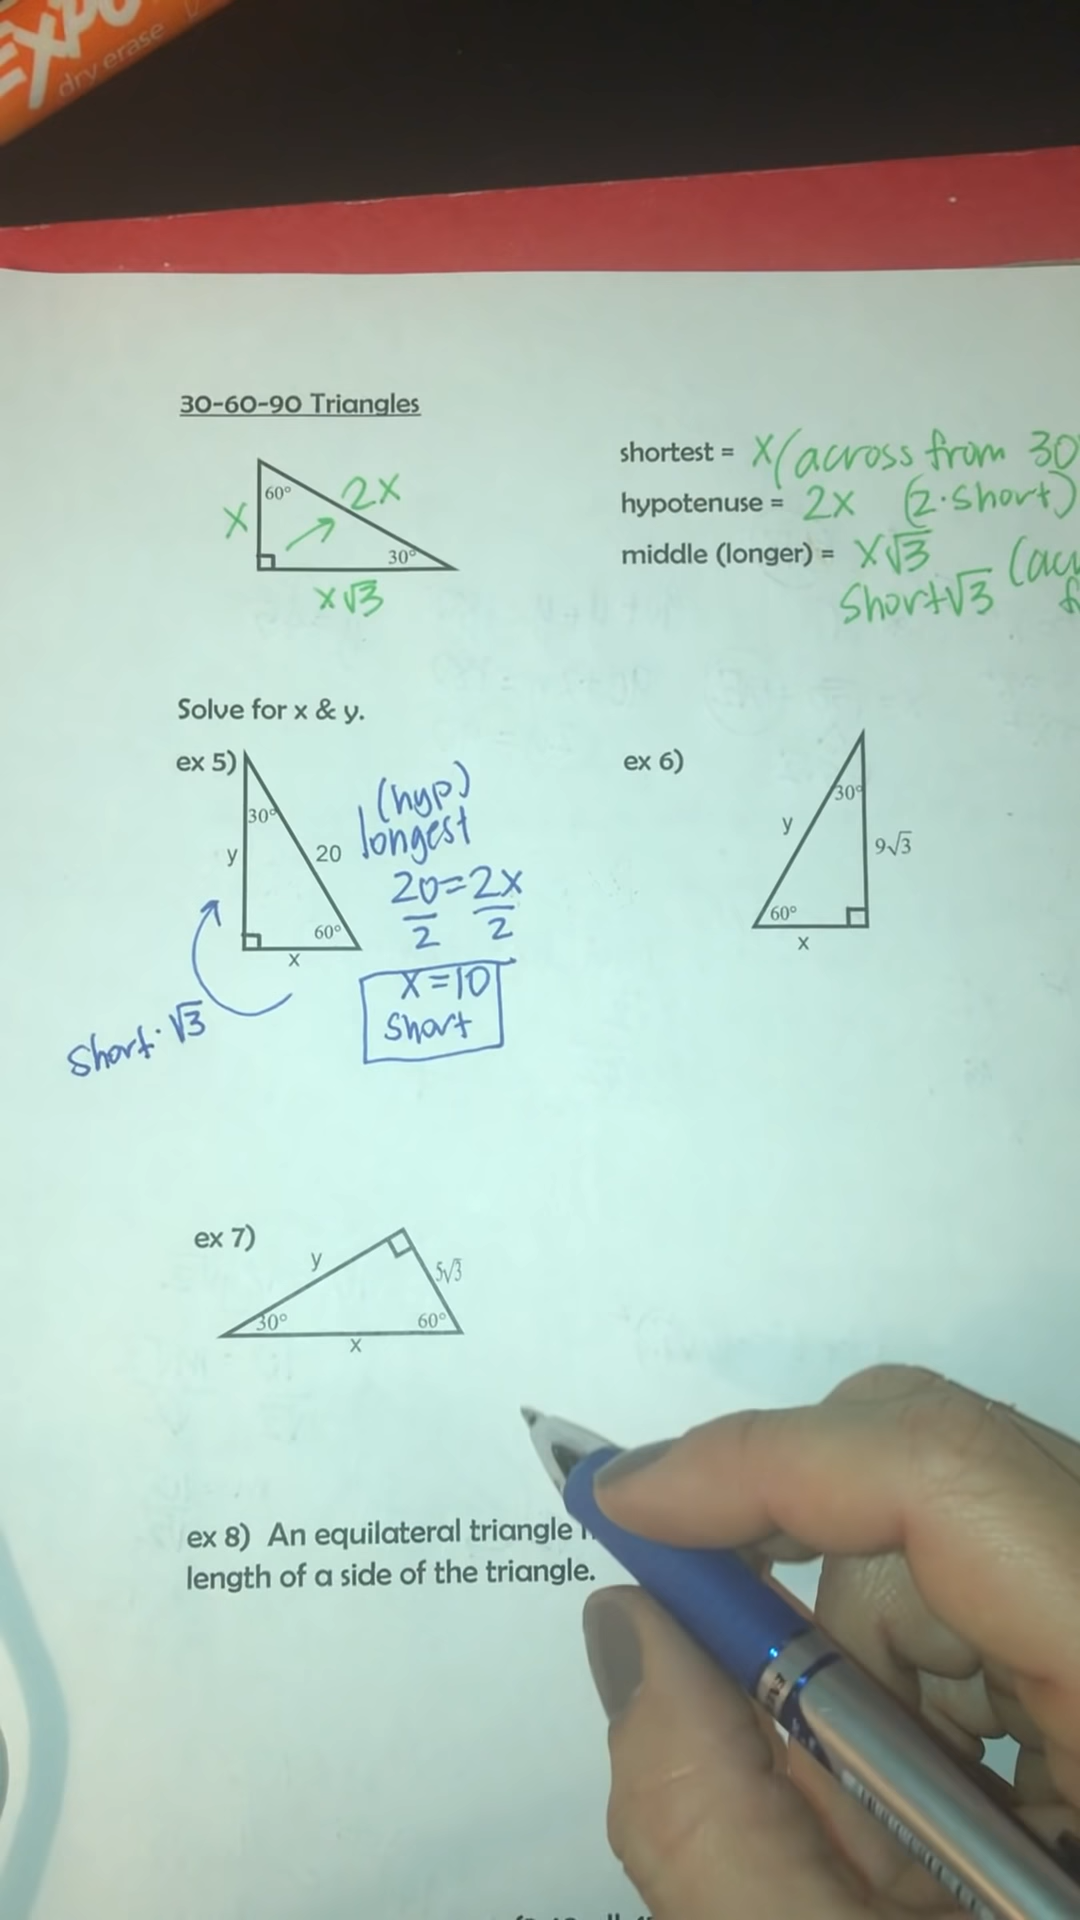 EXPO
dry erase
30-60-90 Triangles
60° 2x
x
30°
x√3
shortest = x (across from 30
hypotenuse = 2x (2·short)
middle (longer) = x√3
short√3
Solve for x & y.
ex 5)
30°
y
20
60°
x
(hyp)
longest
20=2x
2 2
x=10
short
short·√3
ex 6)
30°
y
9√3
60°
x
ex 7)
y
5√3
30°
60°
x
ex 8) An equilateral triangle
length of a side of the triangle.